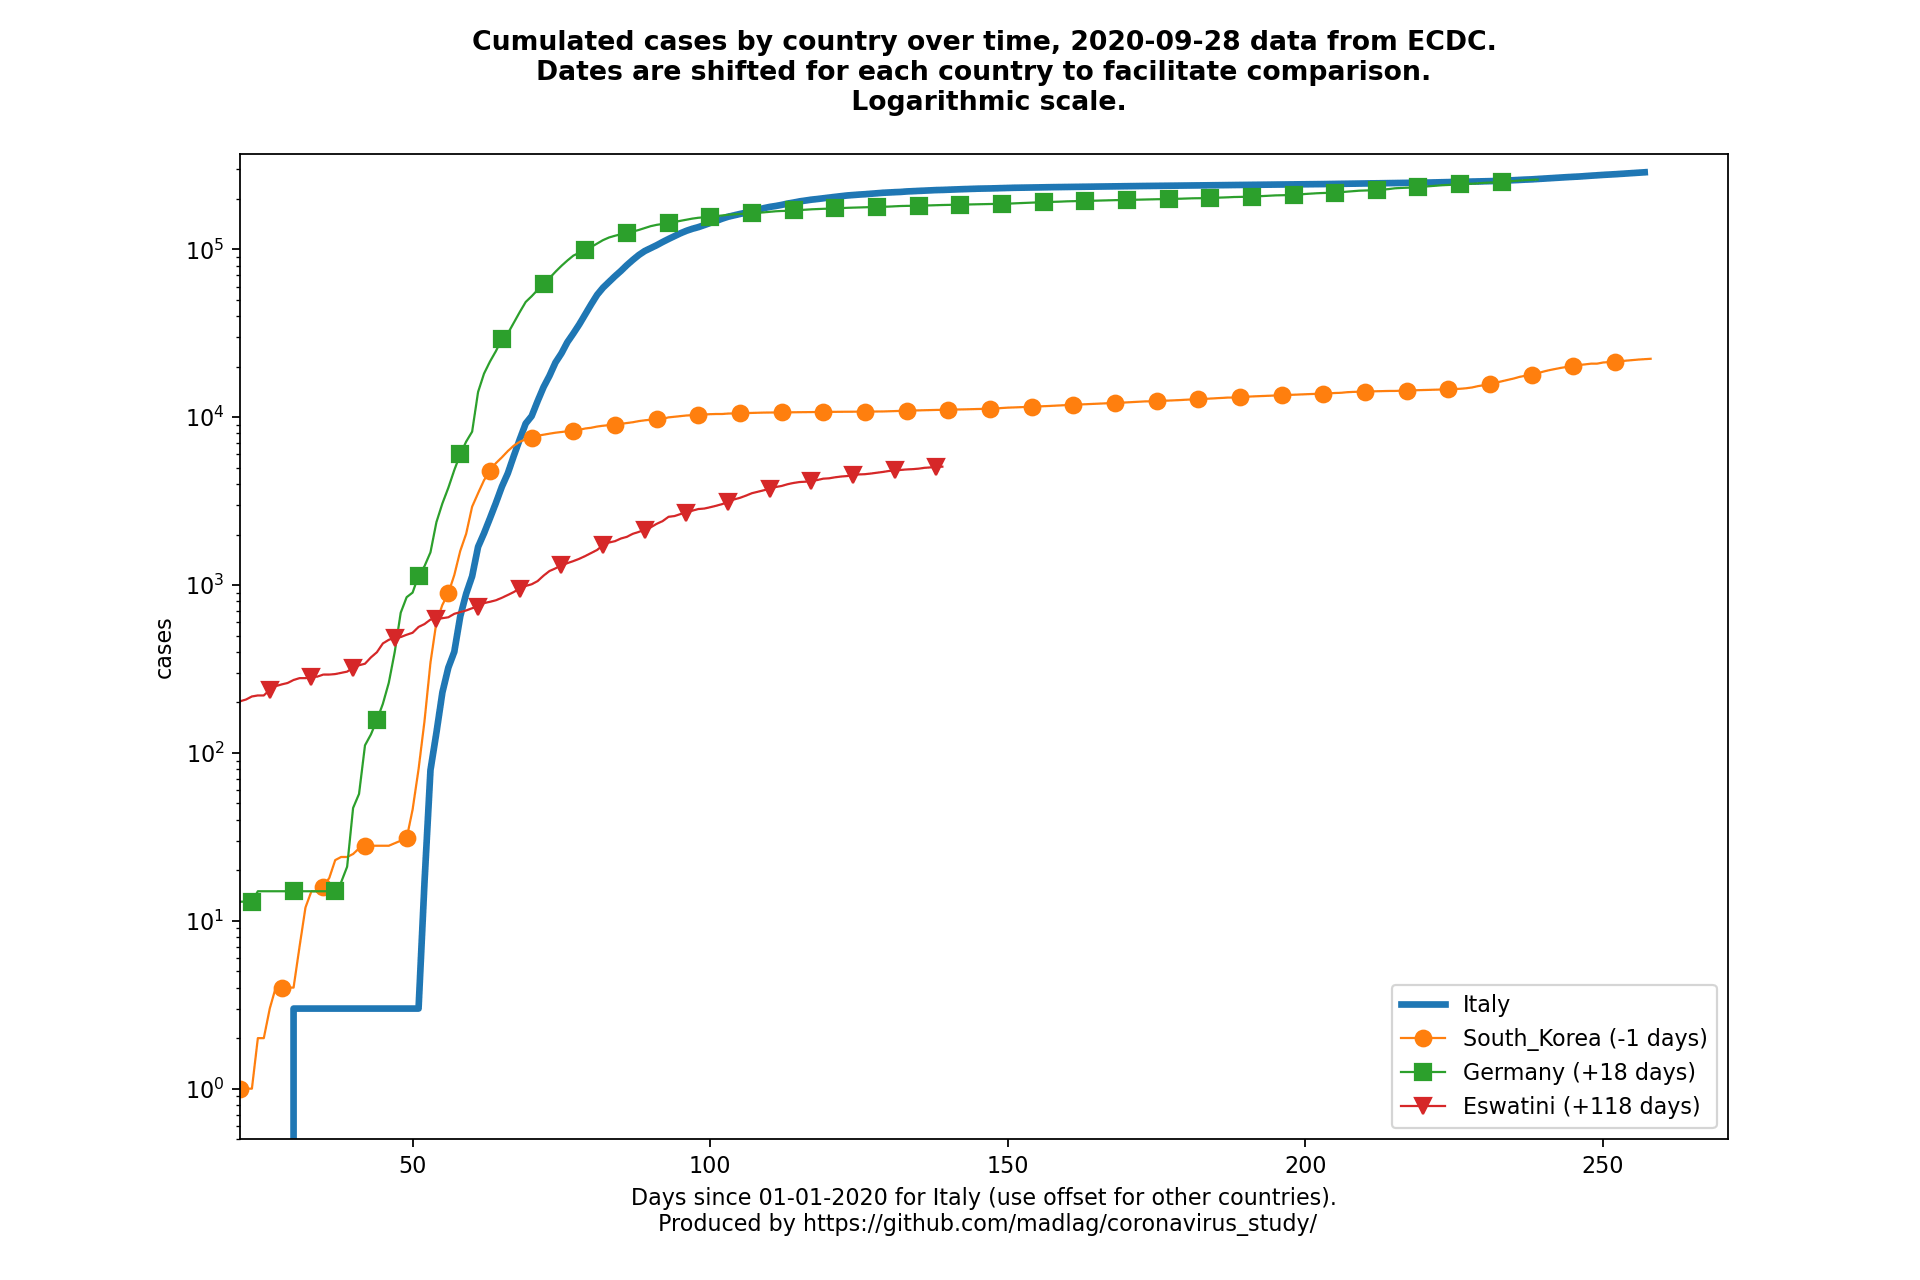 Cumulated cases by country over time, 2020-09-28 data from ECDC.
Dates are shifted for each country to facilitate comparison.
Logarithmic scale.
10^5
10^4
10^3
10^2
10^1
10^0
cases
Italy
South_Korea (-1 days)
Germany (+18 days)
Eswatini (+118 days)
50 100 150 200 250
Days since 01-01-2020 for Italy (use offset for other countries).
Produced by https://github.com/madlag/coronavirus_study/